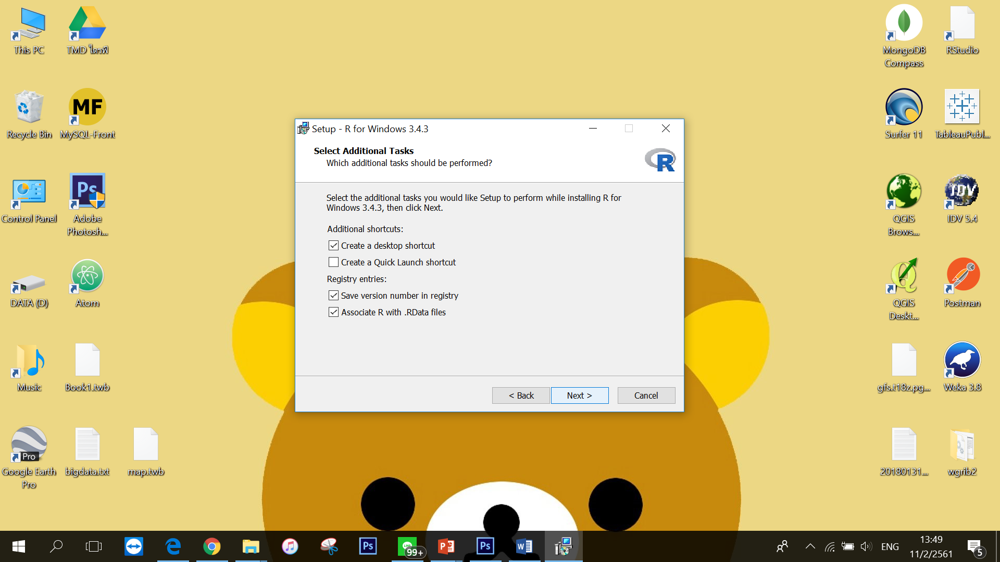 This PC
TMD ไดรฟ์
Recycle Bin
MF
MySQL-Front
Control Panel
Ps
Adobe
Photosh...
DATA (D)
Atom
Music
Book1.twb
Pro
Google Earth
Pro
bigdata.txt
map.twb
Setup - R for Windows 3.4.3
Select Additional Tasks
Which additional tasks should be performed?
R
Select the additional tasks you would like Setup to perform while installing R for
Windows 3.4.3, then click Next.
Additional shortcuts:
Create a desktop shortcut
Create a Quick Launch shortcut
Registry entries:
Save version number in registry
Associate R with .RData files
< Back
Next >
Cancel
MongoDB
Compass
RStudio
Surfer 11
TableauPubl...
QGIS
Brows...
IDV
IDV 5.4
QGIS
Deskt...
Postman
gfs.t18z.pg...
Weka 3.8
20180131...
wgrib2
Ps
LINE
99+
P
Ps
W
ENG
13:49
11/2/2561
5